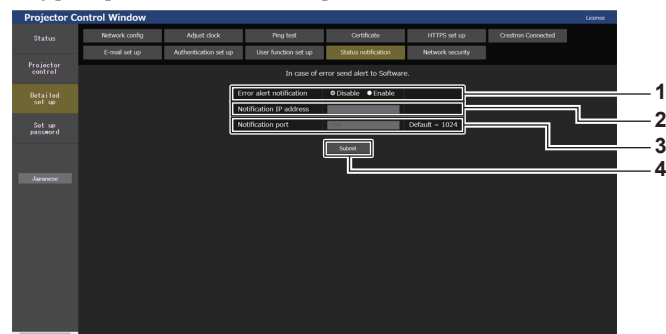 Projector Control Window
License
Status
Network config
Adjust clock
Ping test
Certificate
HTTPS set up
Crestron Connected
E-mail set up
Authentication set up
User function set up
Status notification
Network security
Projector
control
In case of error send alert to Software.
Detailed
set up
Error alert notification
Disable
Enable
1
Notification IP address
2
Set up
password
Notification port
Default = 1024
3
Submit
4
Japanese